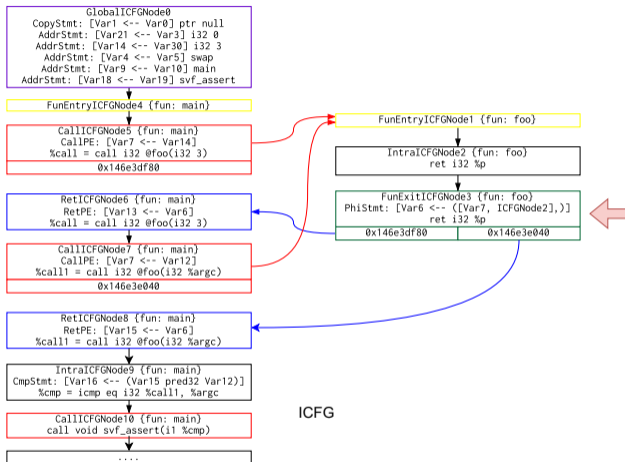 GlobalICFGNode0
CopyStmt: [Var1 <-- Var0] ptr null
AddrStmt: [Var21 <-- Var3] i32 0
AddrStmt: [Var14 <-- Var30] i32 3
AddrStmt: [Var4 <-- Var5] swap
AddrStmt: [Var9 <-- Var10] main
AddrStmt: [Var18 <-- Var19] svf_assert
FunEntryICFGNode4 {fun: main}
CallICFGNode5 {fun: main}
CallPE: [Var7 <-- Var14]
%call = call i32 @foo(i32 3)
0x146e3df80
RetICFGNode6 {fun: main}
RetPE: [Var13 <-- Var6]
%call = call i32 @foo(i32 3)
CallICFGNode7 {fun: main}
CallPE: [Var7 <-- Var12]
%call1 = call i32 @foo(i32 %argc)
0x146e3e040
RetICFGNode8 {fun: main}
RetPE: [Var15 <-- Var6]
%call1 = call i32 @foo(i32 %argc)
IntraICFGNode9 {fun: main}
CmpStmt: [Var16 <-- (Var15 pred32 Var12)]
%cmp = icmp eq i32 %call1, %argc
CallICFGNode10 {fun: main}
call void svf_assert(i1 %cmp)
....
FunEntryICFGNode1 {fun: foo}
IntraICFGNode2 {fun: foo}
ret i32 %p
FunExitICFGNode3 {fun: foo}
PhiStmt: [Var6 <-- ([Var7, ICFGNode2],)]
ret i32 %p
0x146e3df80 0x146e3e040
ICFG